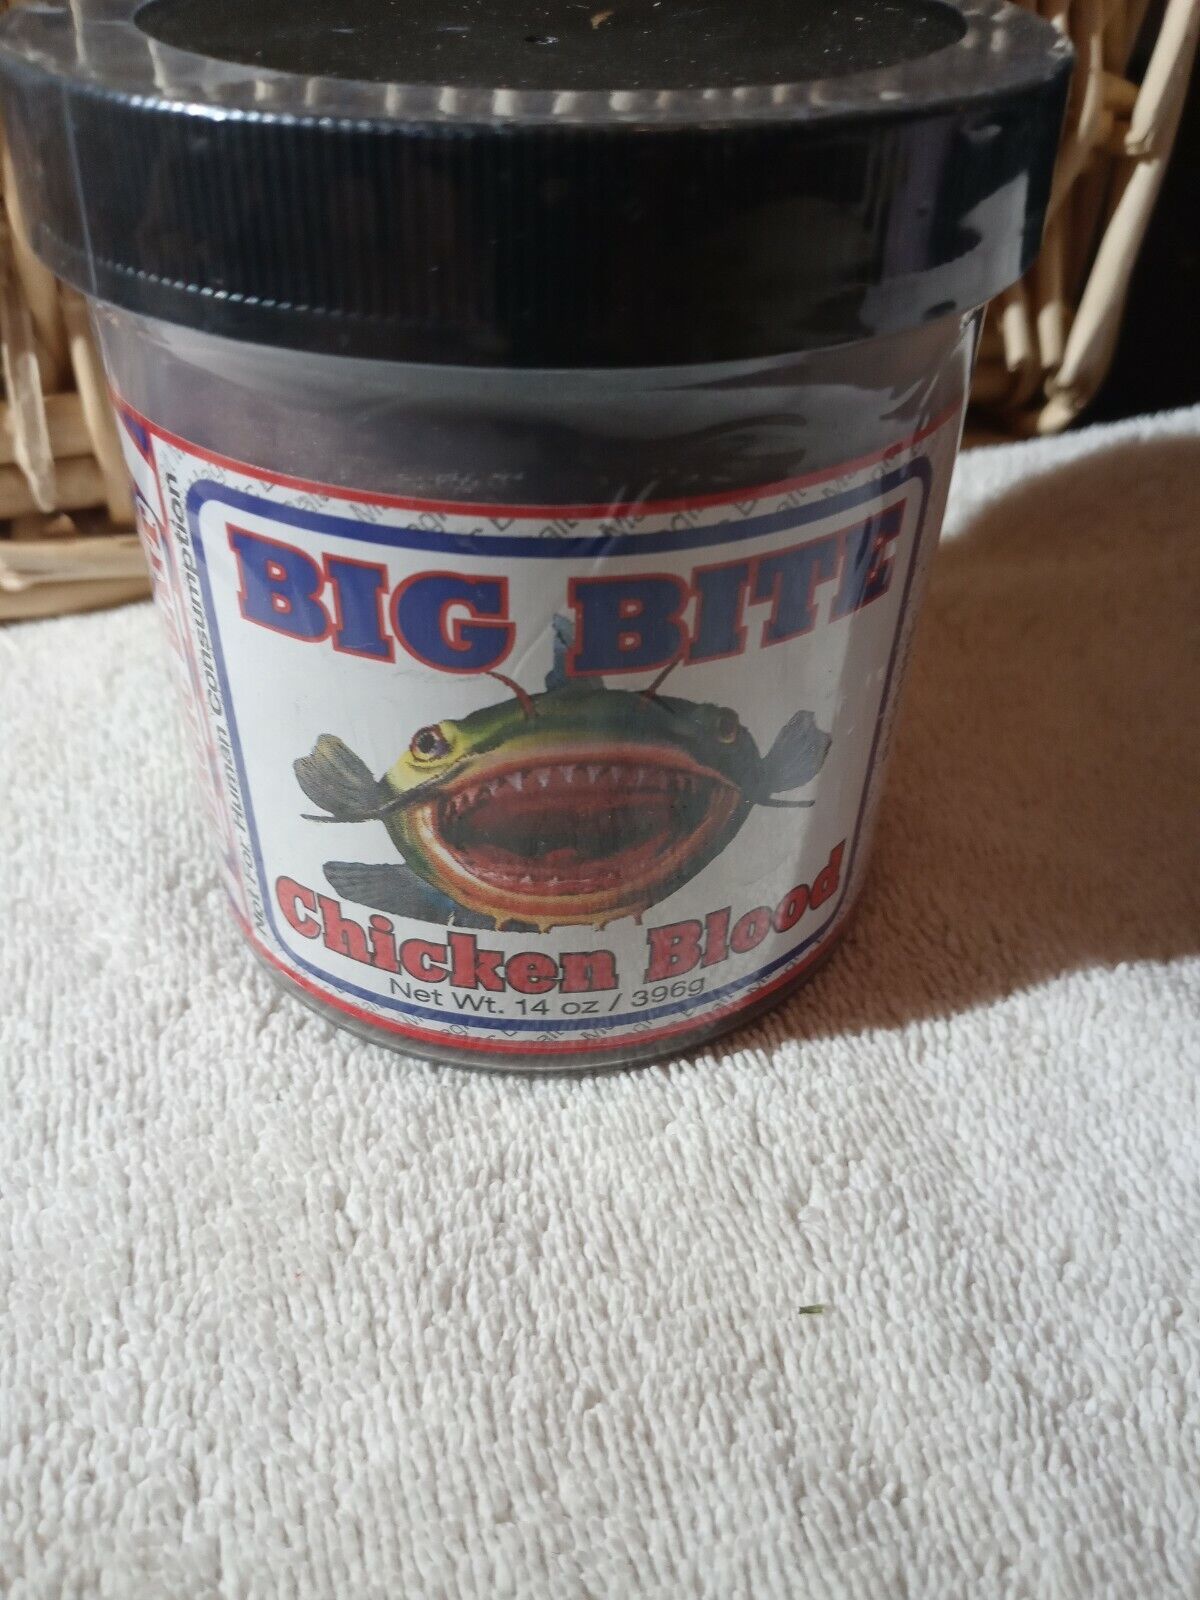 BIG BITE
Not For Human Consumption
Chicken Blood
Net Wt. 14 oz / 396g